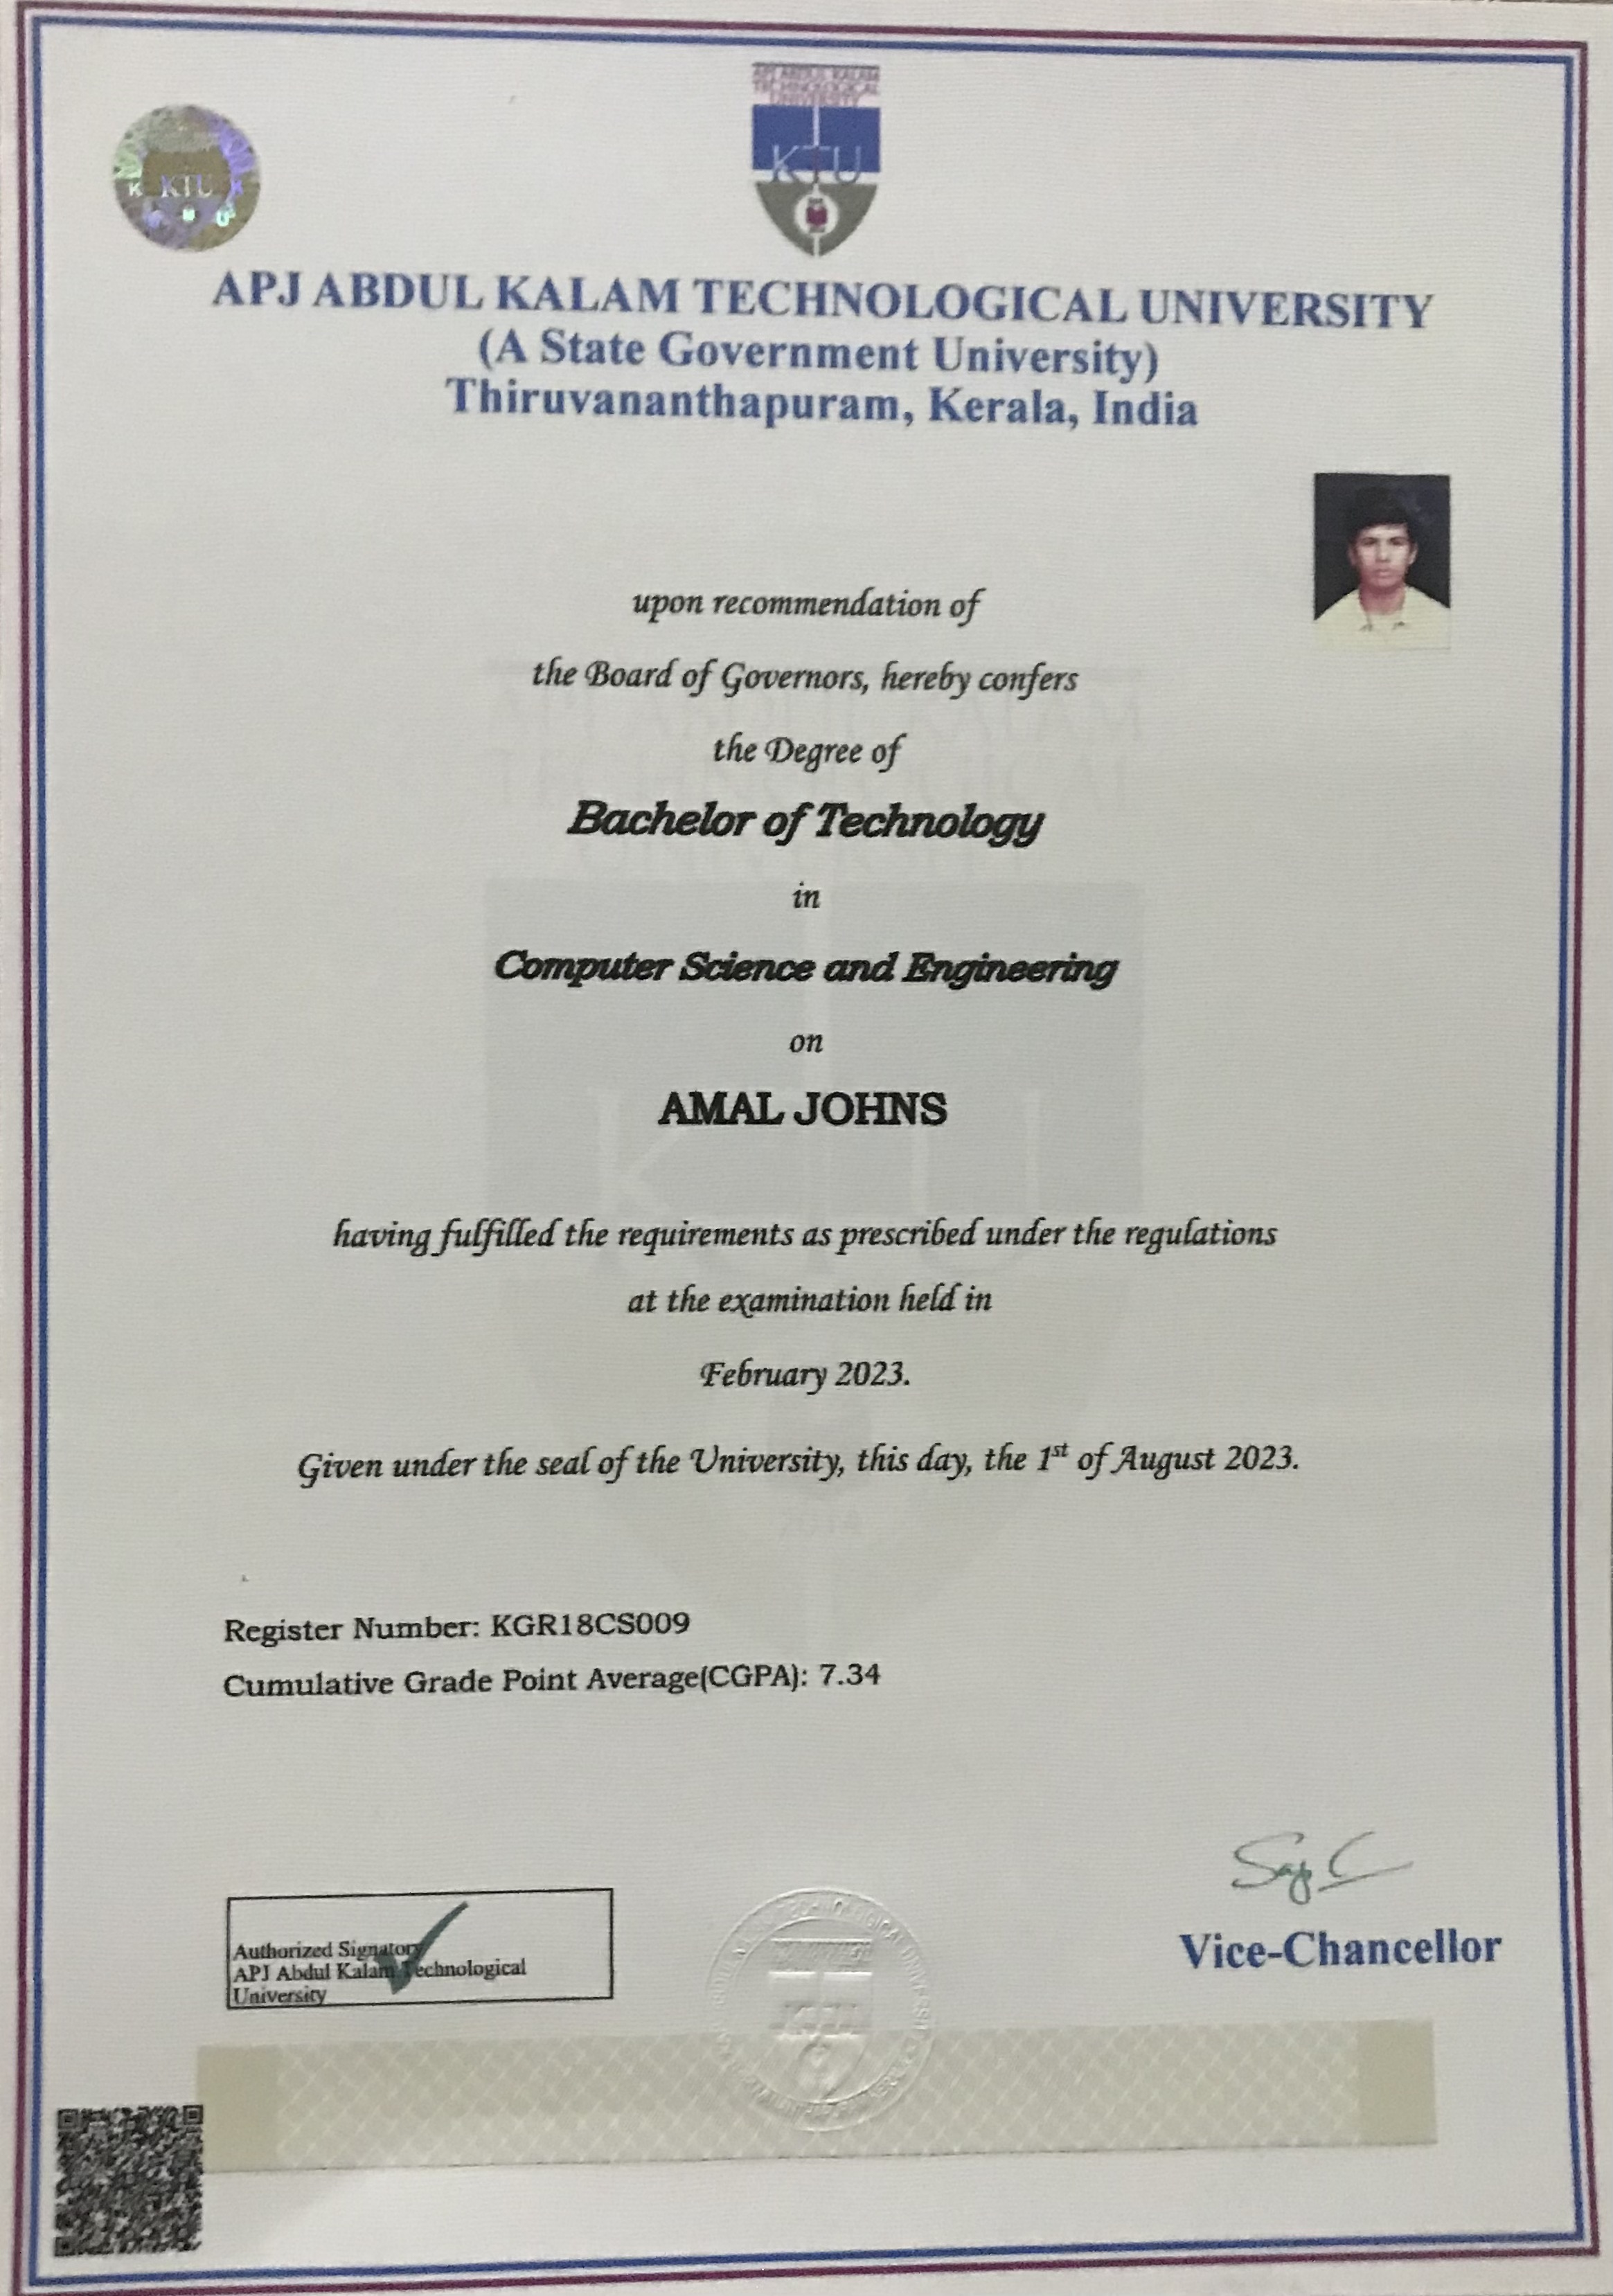 APJ ABDUL KALAM
TECHNOLOGICAL
UNIVERSITY
KTU
KTU
APJ ABDUL KALAM TECHNOLOGICAL UNIVERSITY
(A State Government University)
Thiruvananthapuram, Kerala, India
upon recommendation of
the Board of Governors, hereby confers
the Degree of
Bachelor of Technology
in
Computer Science and Engineering
on
AMAL JOHNS
having fulfilled the requirements as prescribed under the regulations
at the examination held in
February 2023.
Given under the seal of the University, this day, the 1st of August 2023.
2014
Register Number: KGR18CS009
Cumulative Grade Point Average(CGPA): 7.34
Authorized Signatory
APJ Abdul Kalam Technological
University
Vice-Chancellor